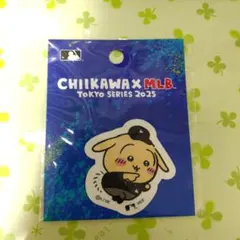 CHIIKAWA X MLB
TOKYO SERIES 2025